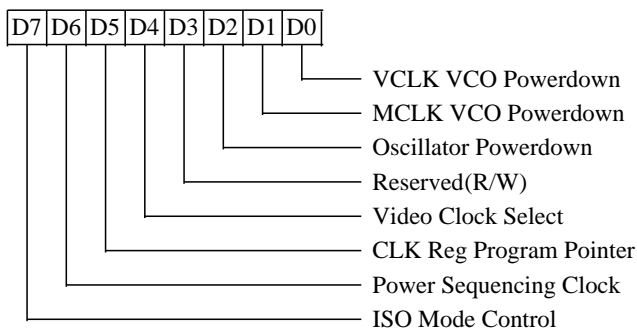 D7 D6 D5 D4 D3 D2 D1 D0
VCLK VCO Powerdown
MCLK VCO Powerdown
Oscillator Powerdown
Reserved(R/W)
Video Clock Select
CLK Reg Program Pointer
Power Sequencing Clock
ISO Mode Control